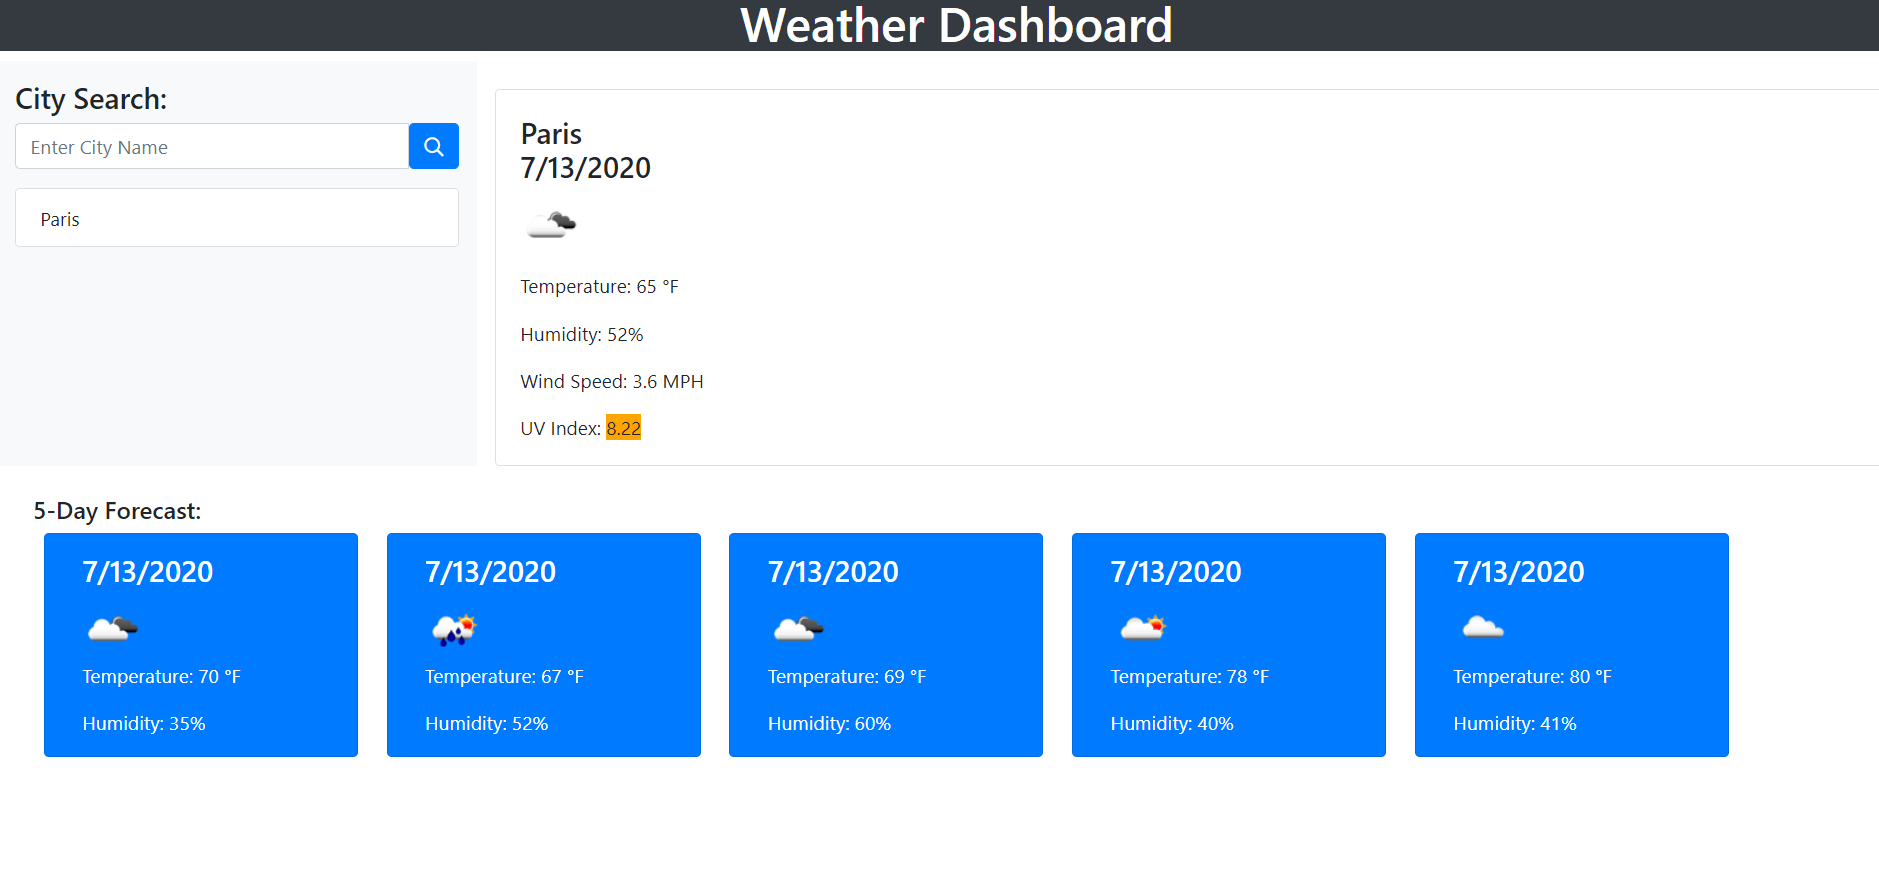 Weather Dashboard
City Search:
Enter City Name
Paris
Paris
7/13/2020
Temperature: 65 °F
Humidity: 52%
Wind Speed: 3.6 MPH
UV Index: 8.22
5-Day Forecast:
7/13/2020
Temperature: 70 °F
Humidity: 35%
7/13/2020
Temperature: 67 °F
Humidity: 52%
7/13/2020
Temperature: 69 °F
Humidity: 60%
7/13/2020
Temperature: 78 °F
Humidity: 40%
7/13/2020
Temperature: 80 °F
Humidity: 41%